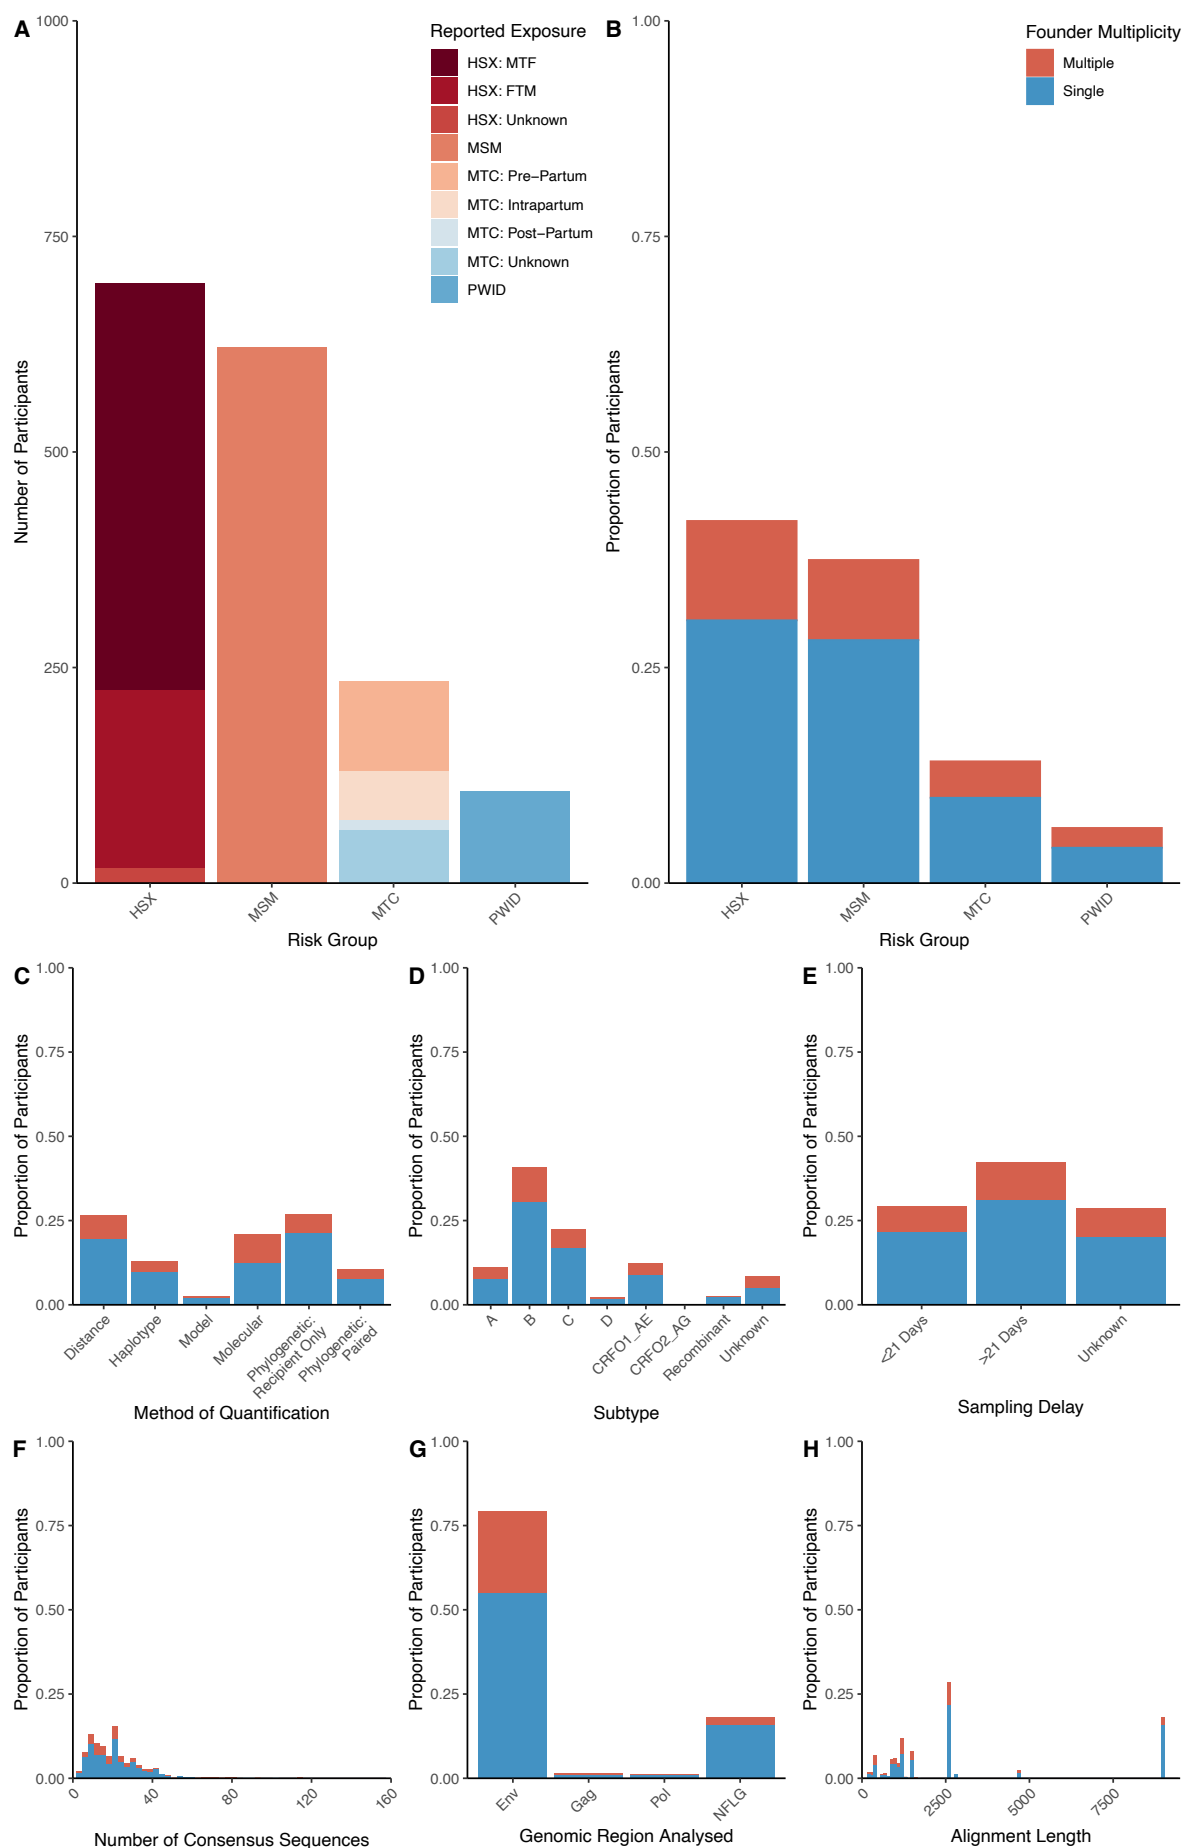 A
Number of Participants
1000
750
500
250
0
HSX
MSM
MTC
PWID
Risk Group
Reported Exposure
HSX: MTF
HSX: FTM
HSX: Unknown
MSM
MTC: Pre−Partum
MTC: Intrapartum
MTC: Post−Partum
MTC: Unknown
PWID
B
Proportion of Participants
1.00
0.75
0.50
0.25
0.00
HSX
MSM
MTC
PWID
Risk Group
Founder Multiplicity
Multiple
Single
C
Proportion of Participants
1.00
0.75
0.50
0.25
0.00
Distance
Haplotype
Model
Molecular
Phylogenetic:
Recipient Only
Phylogenetic:
Paired
Method of Quantification
D
Proportion of Participants
1.00
0.75
0.50
0.25
0.00
A
B
C
D
CRFO1_AE
CRFO2_AG
Recombinant
Unknown
Subtype
E
Proportion of Participants
1.00
0.75
0.50
0.25
0.00
<21 Days
>21 Days
Unknown
Sampling Delay
F
Proportion of Participants
1.00
0.75
0.50
0.25
0.00
0
40
80
120
160
Number of Consensus Sequences
G
Proportion of Participants
1.00
0.75
0.50
0.25
0.00
Env
Gag
Pol
NFLG
Genomic Region Analysed
H
Proportion of Participants
1.00
0.75
0.50
0.25
0.00
0
2500
5000
7500
Alignment Length